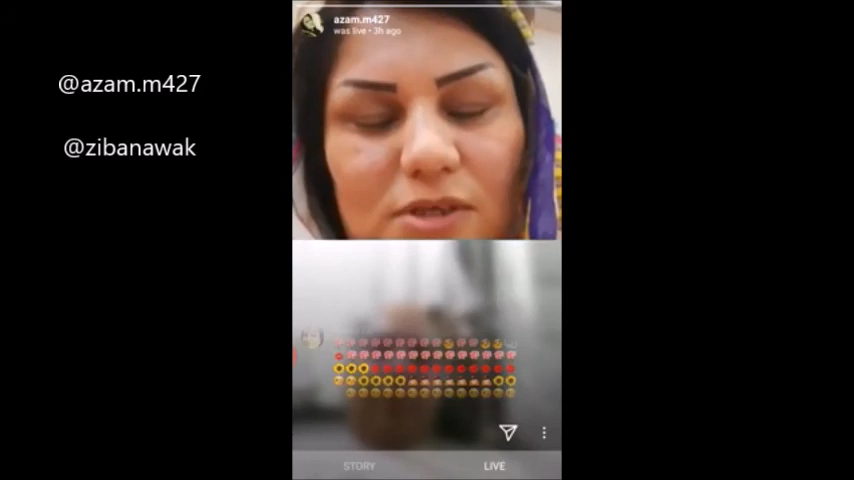 azam.m427
was live • 3h ago
@azam.m427
@zibanawak
STORY
LIVE